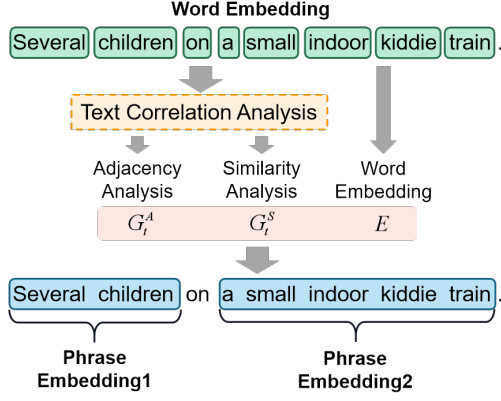 Word Embedding
Several children on a small indoor kiddie train.
Text Correlation Analysis
Adjacency Analysis
Similarity Analysis
Word Embedding
G_t^A G_t^S E
Several children on a small indoor kiddie train.
Phrase Embedding1
Phrase Embedding2